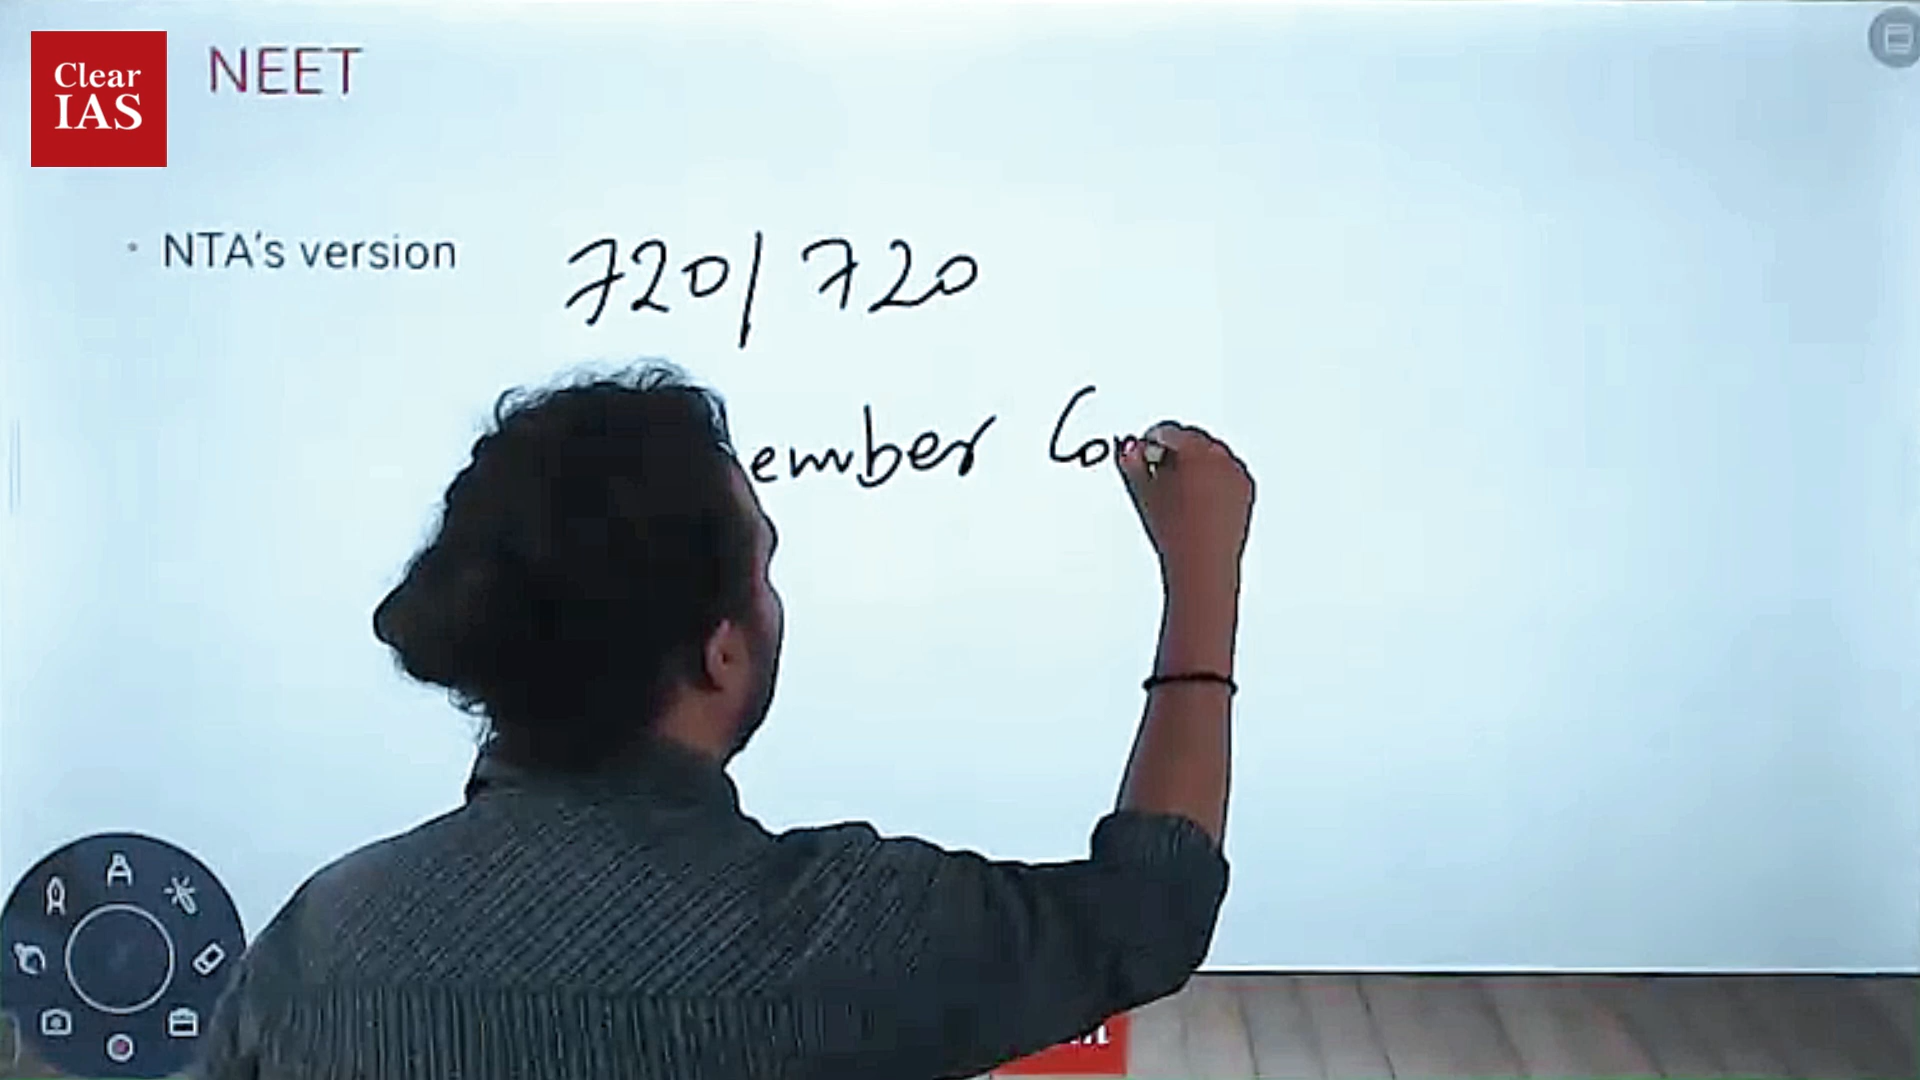 Clear
IAS
NEET
• NTA's version
720/720
ember Co